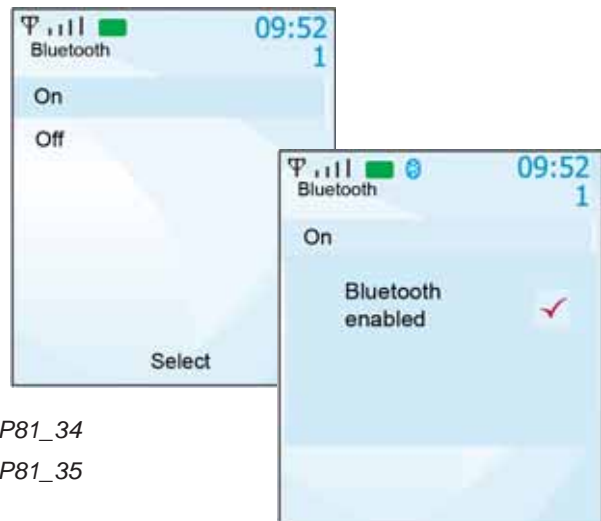 09:52
Bluetooth
1
On
Off
Select
09:52
Bluetooth
1
On
Bluetooth
enabled
P81_34
P81_35